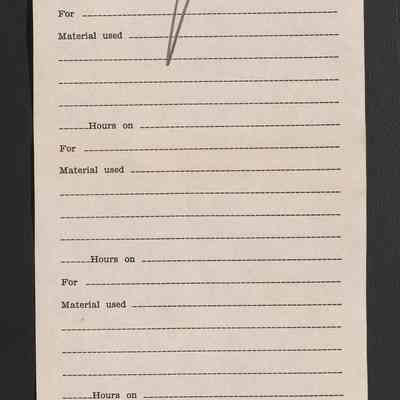 For
Material used
Hours on
For
Material used
Hours on
For
Material used
Hours on